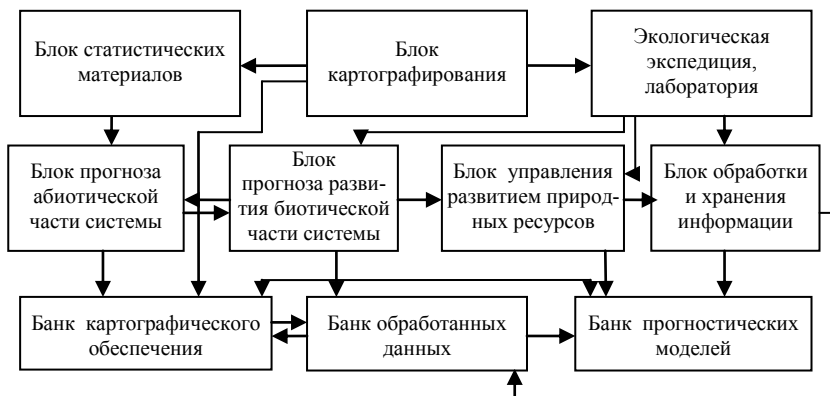 Блок статистических
материалов
Блок
картографирования
Экологическая
экспедиция,
лаборатория
Блок прогноза
абиотической
части системы
Блок
прогноза разви-
тия биотической
части системы
Блок управления
развитием природ-
ных ресурсов
Блок обработки
и хранения
информации
Банк картографического
обеспечения
Банк обработанных
данных
Банк прогностических
моделей